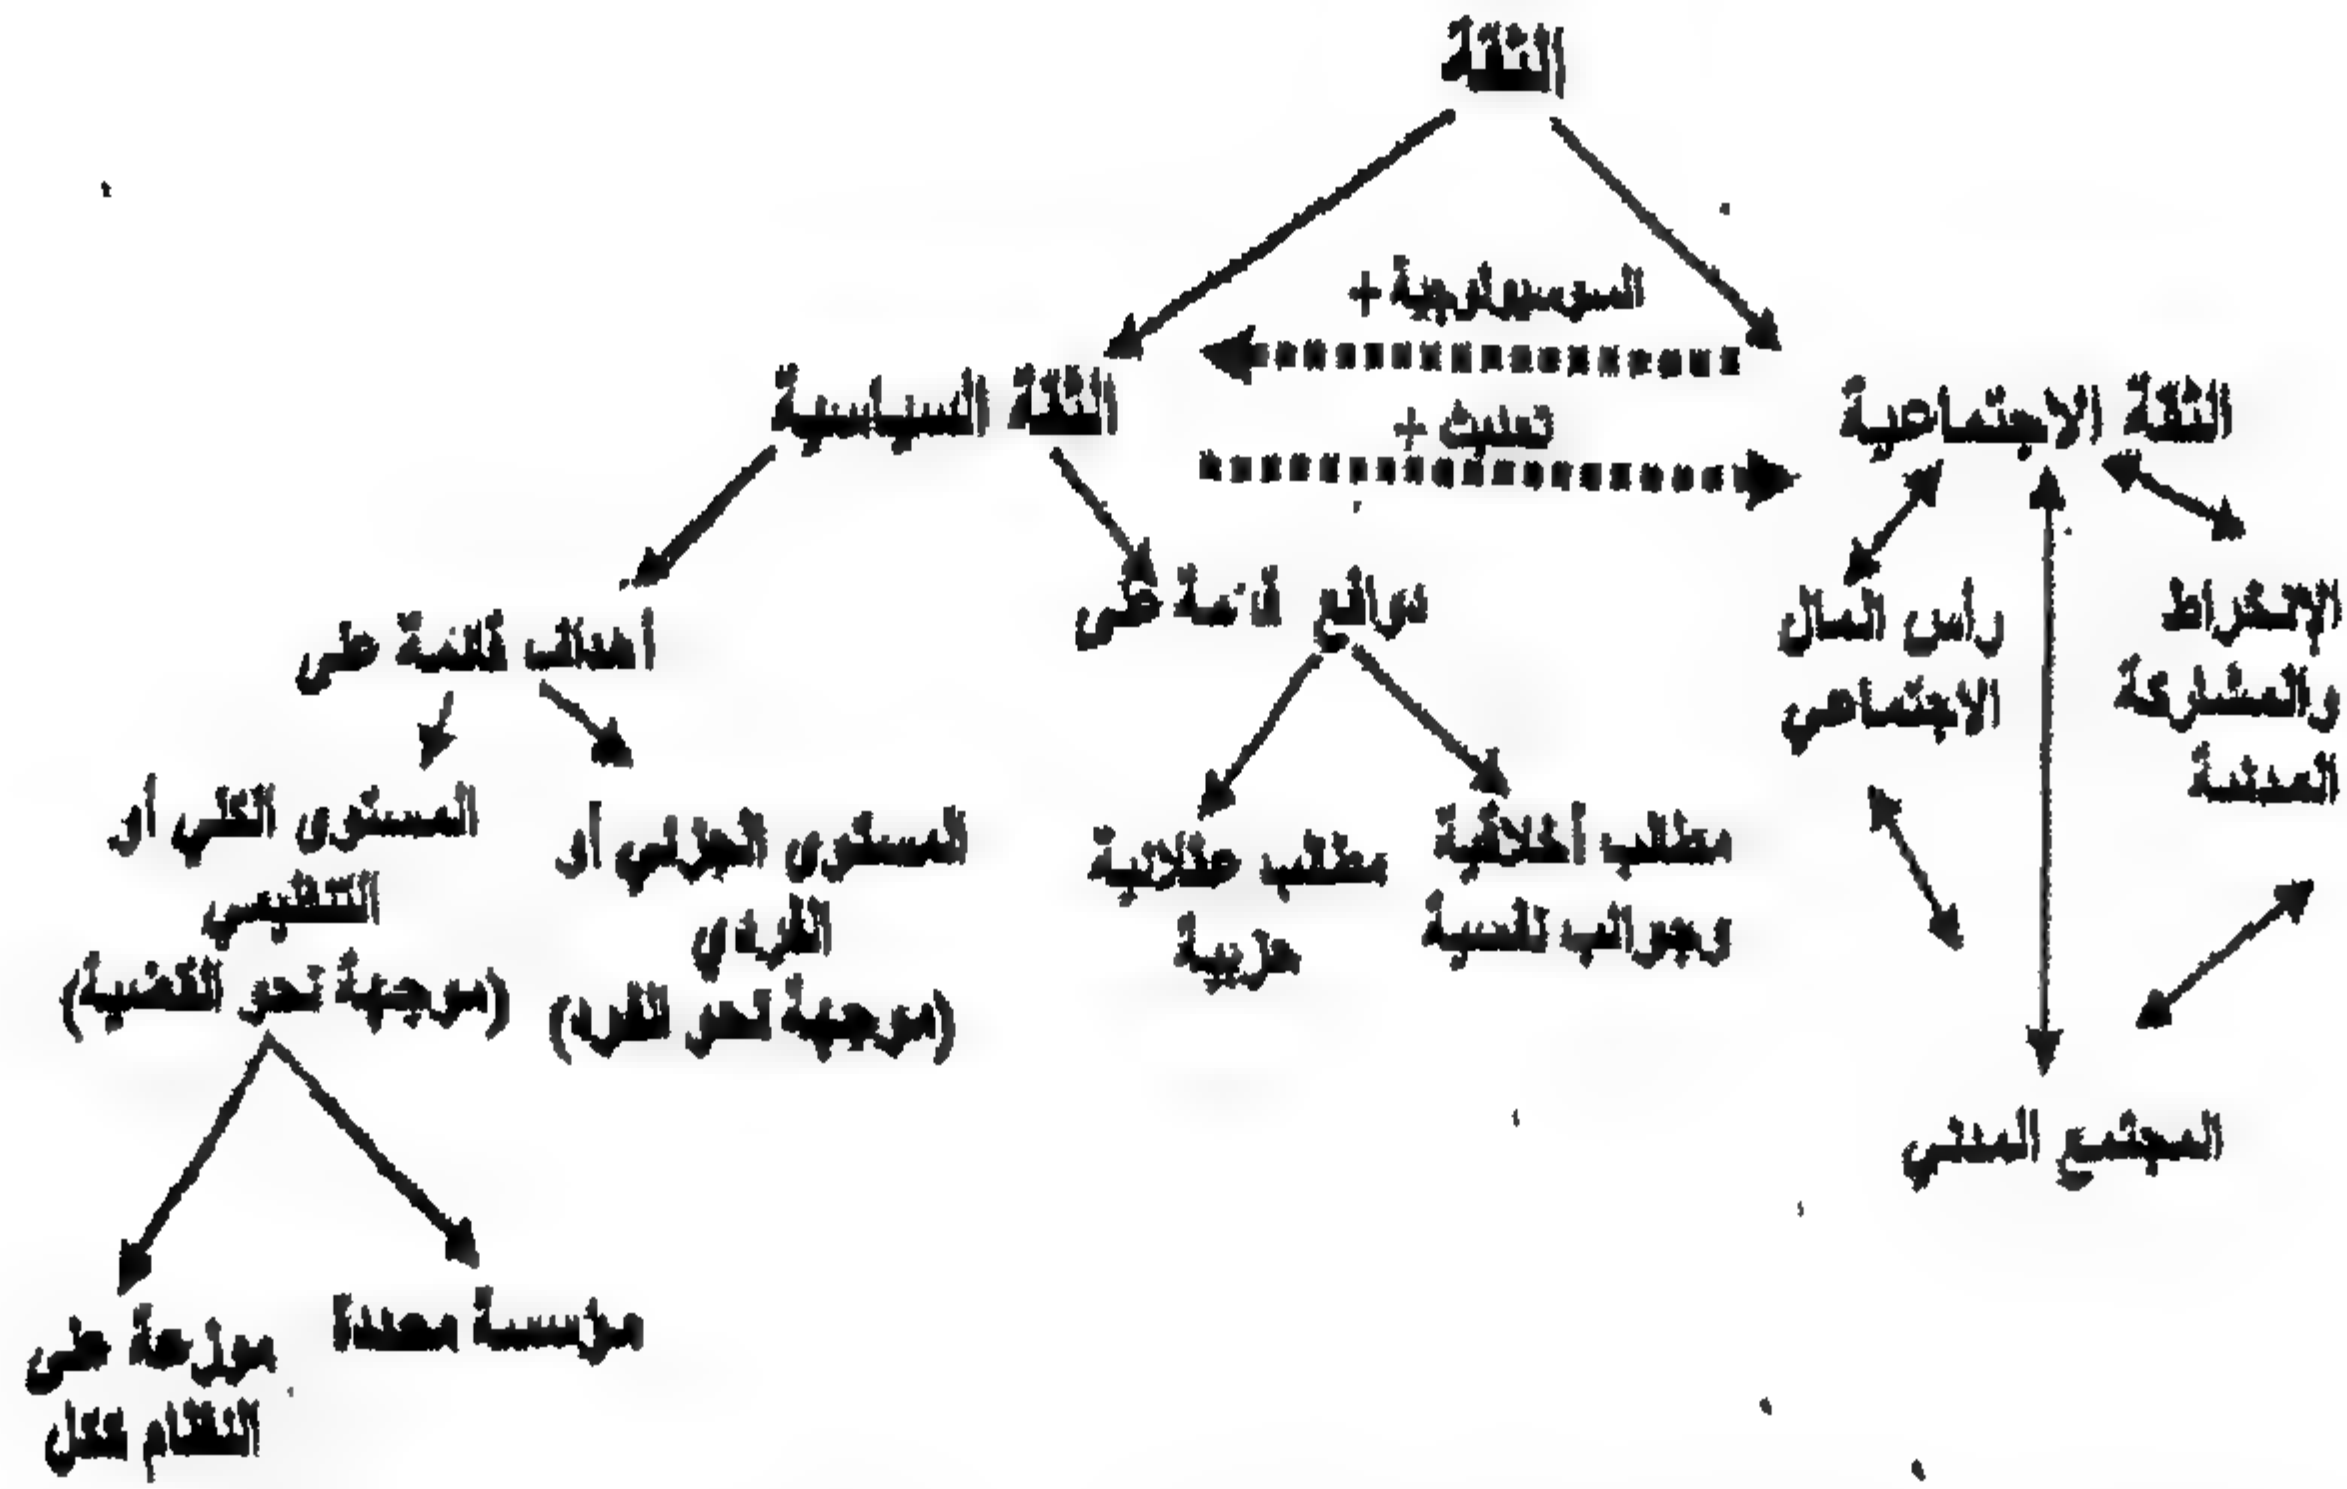 الثقة
السوسيولوجية +
الثقة السياسية
+
الثقة الاجتماعية
دوافع قائمة على
أهداف قائمة على
رأس المال
الاجتماعي
الإنخراط
والمشاركة
المدنية
المستوى الكلي أو
التنظيمي
(موجهة نحو القضية)
المستوى الجزئي أو
الفردي
(موجهة نحو الفرد)
مطالب عقلانية
حزبية
مطالب أخلاقية
وجوانب نفسية
المجتمع المدني
موزعة على
النظام ككل
مؤسسة محددة